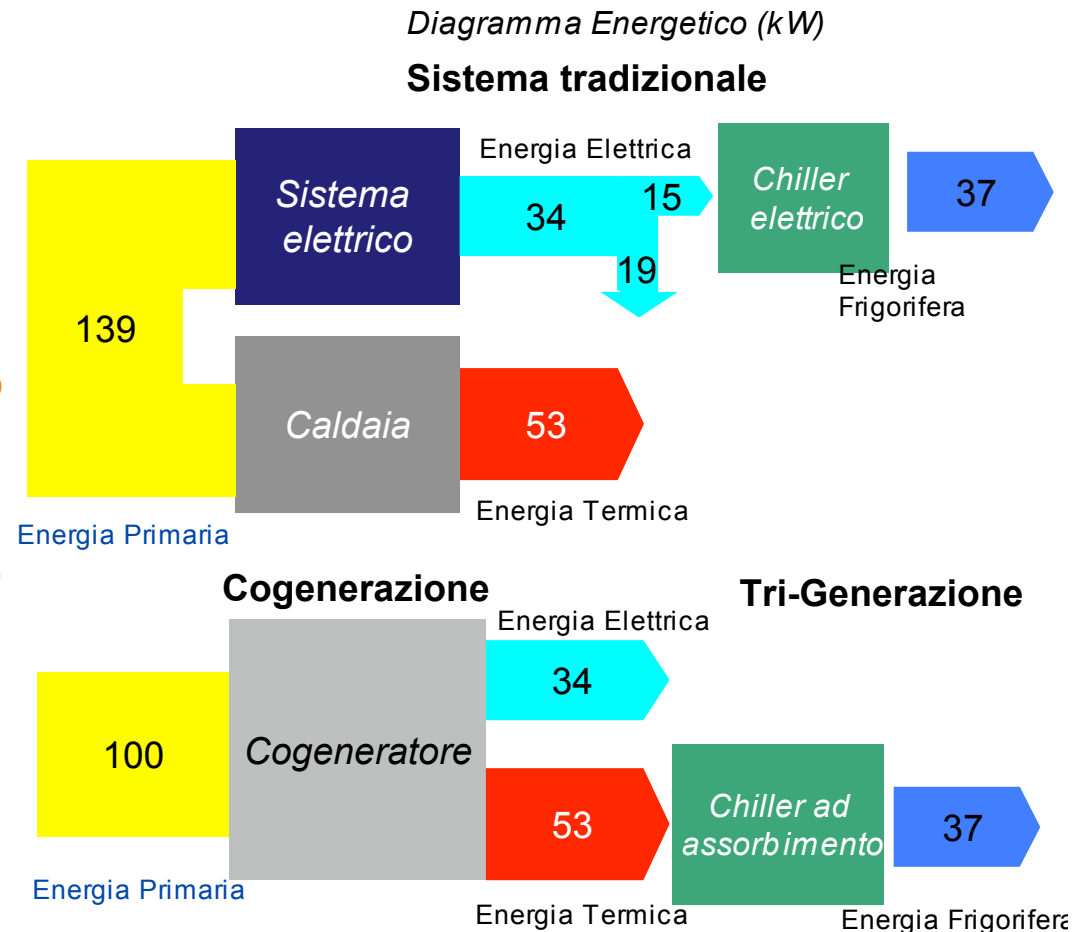 Diagramma Energetico (kW)
Sistema tradizionale
Energia Elettrica
Sistema
elettrico
34
15
19
Chiller
elettrico
37
Energia
Frigorifera
139
Caldaia
53
Energia Termica
Energia Primaria
Cogenerazione
Tri-Generazione
Energia Elettrica
34
100
Cogeneratore
53
Chiller ad
assorbimento
37
Energia Primaria
Energia Termica
Energia Frigorifera